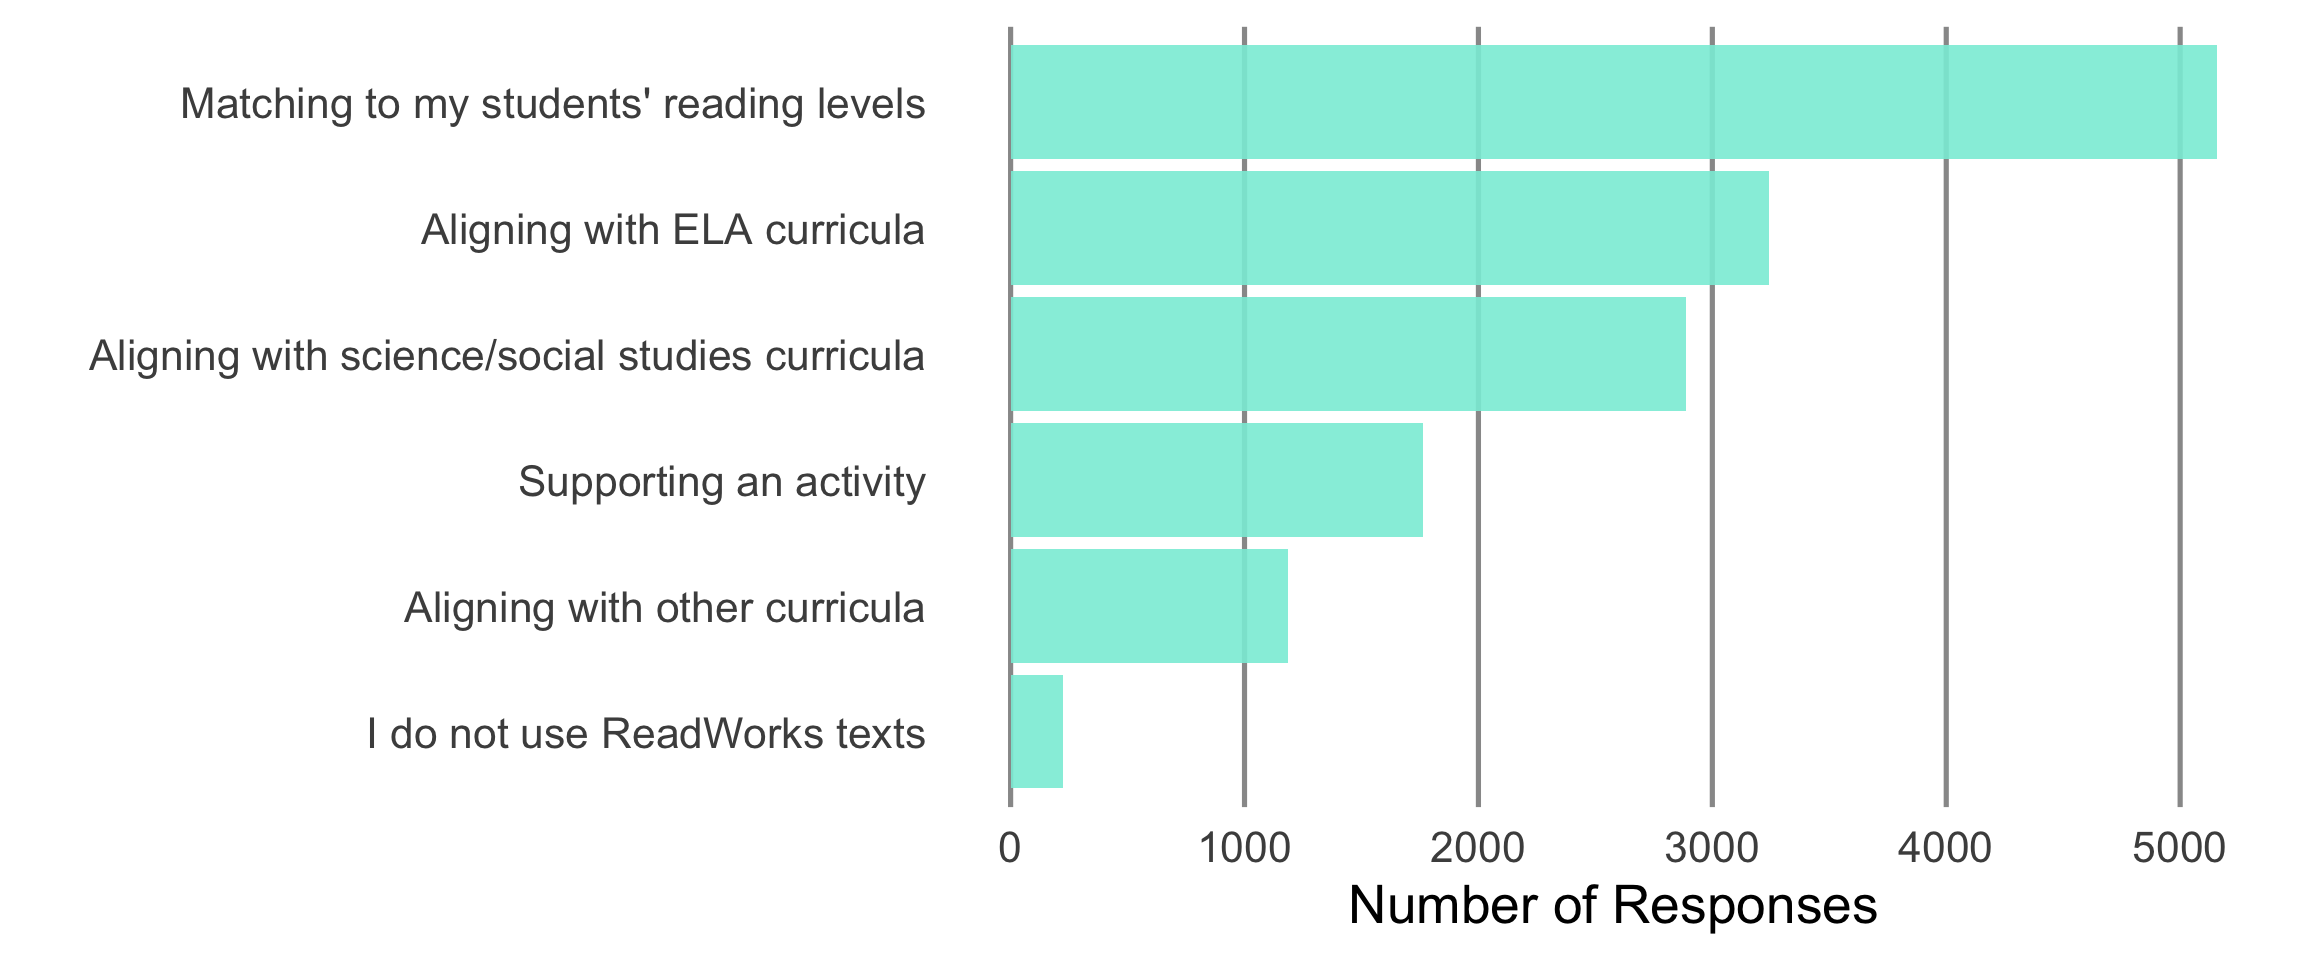 Matching to my students' reading levels
Aligning with ELA curricula
Aligning with science/social studies curricula
Supporting an activity
Aligning with other curricula
I do not use ReadWorks texts
0 1000 2000 3000 4000 5000
Number of Responses